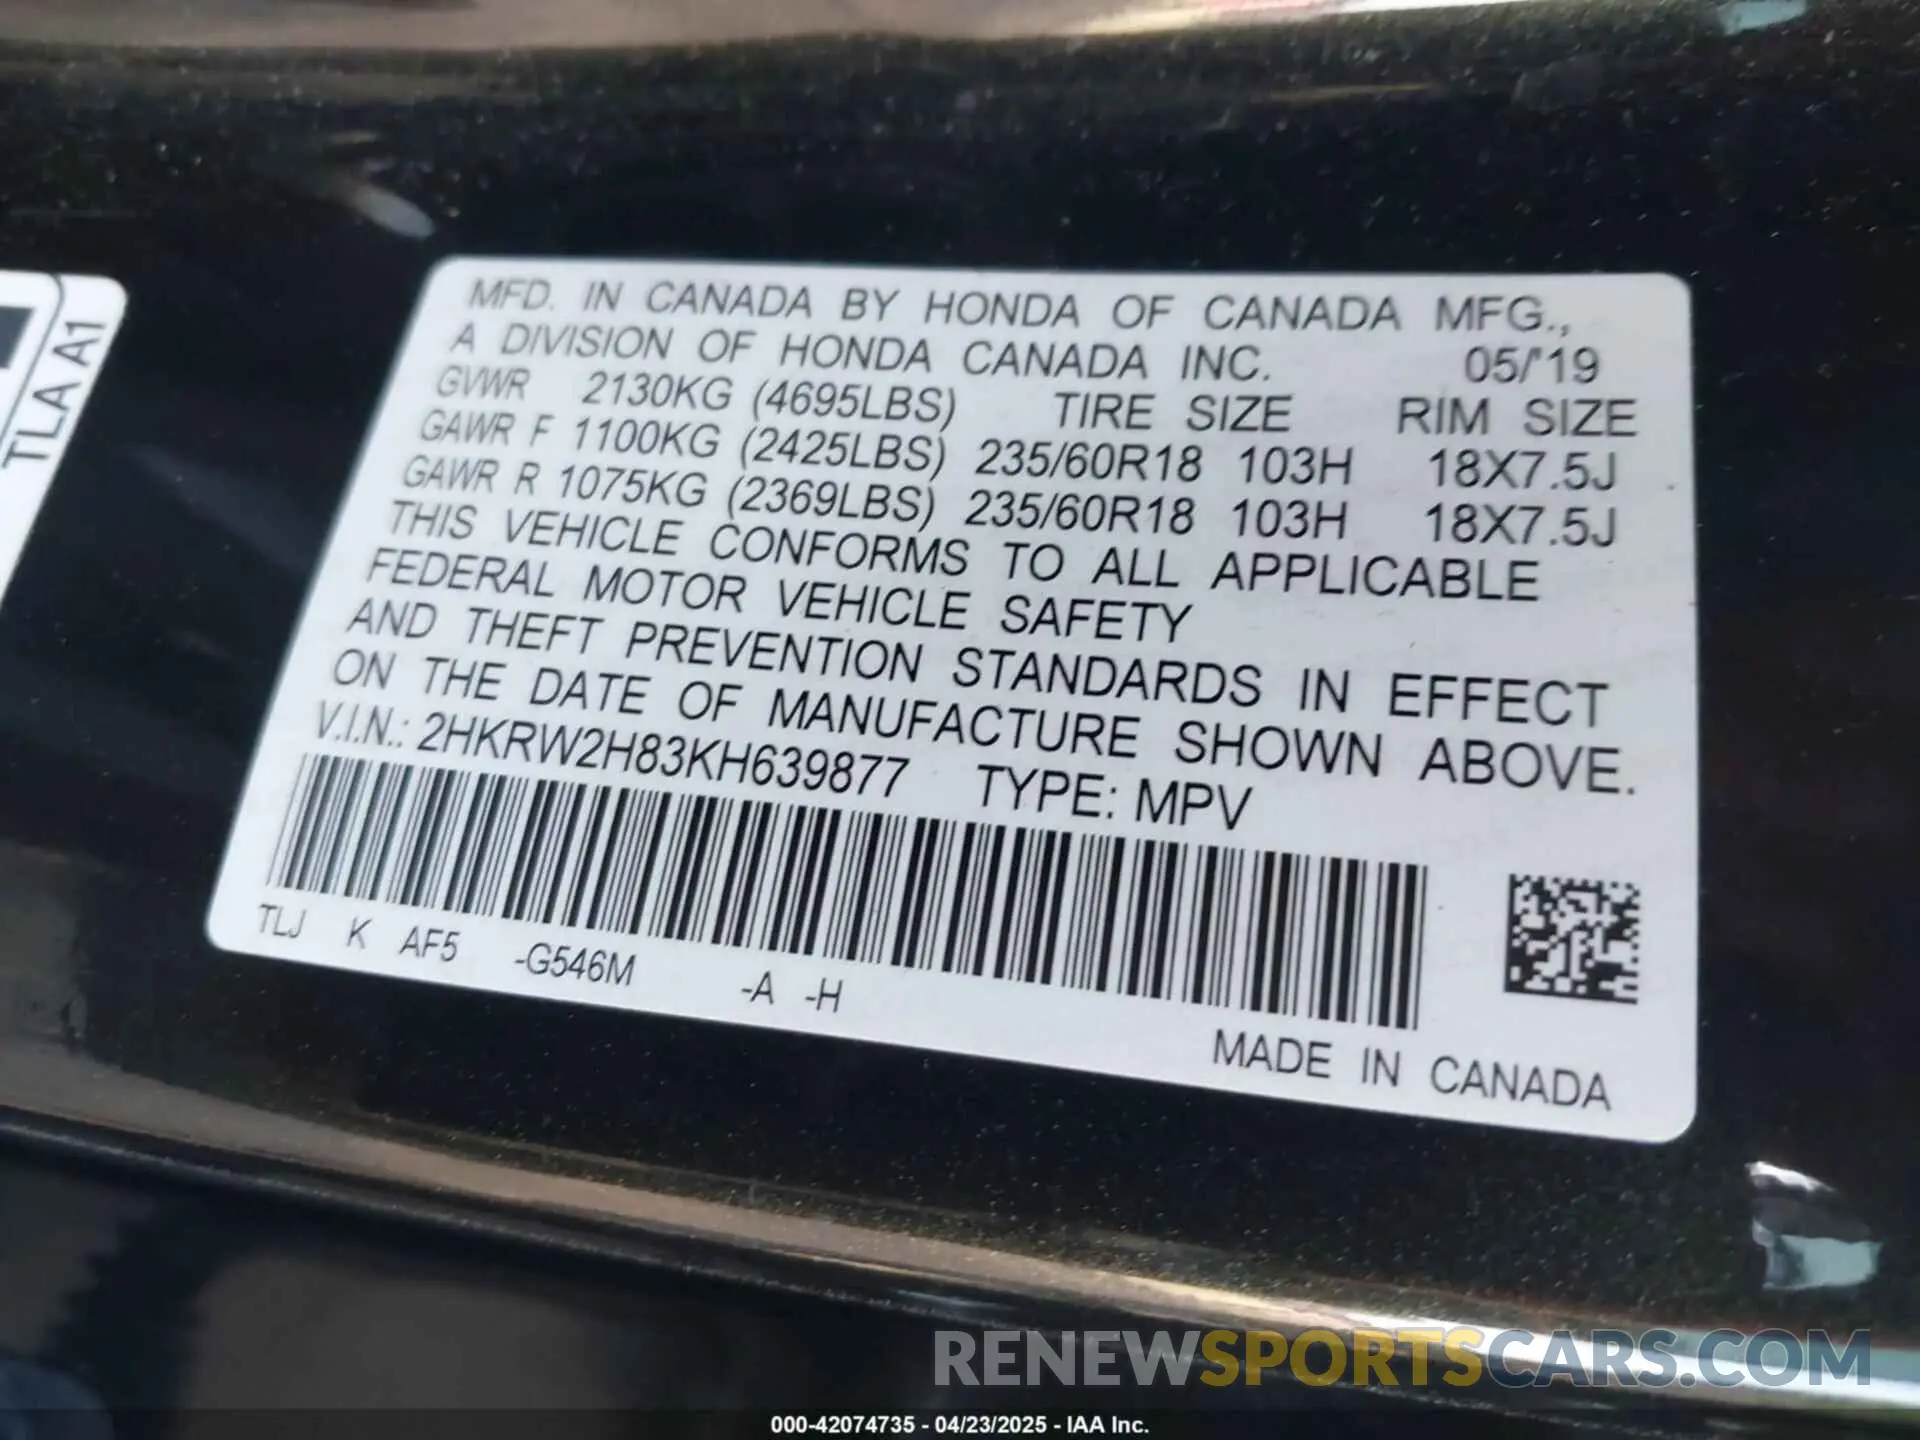 MFD. IN CANADA BY HONDA OF CANADA MFG.,
A DIVISION OF HONDA CANADA INC. 05/'19
GVWR 2130KG (4695LBS) TIRE SIZE RIM SIZE
GAWR F 1100KG (2425LBS) 235/60R18 103H 18X7.5J
GAWR R 1075KG (2369LBS) 235/60R18 103H 18X7.5J
THIS VEHICLE CONFORMS TO ALL APPLICABLE
FEDERAL MOTOR VEHICLE SAFETY
AND THEFT PREVENTION STANDARDS IN EFFECT
ON THE DATE OF MANUFACTURE SHOWN ABOVE.
V.I.N.: 2HKRW2H83KH639877 TYPE: MPV
TLJ K AF5 -G546M -A -H
MADE IN CANADA
TLA A1
RENEWSPORTSCARS.COM
000-42074735 - 04/23/2025 - IAA Inc.